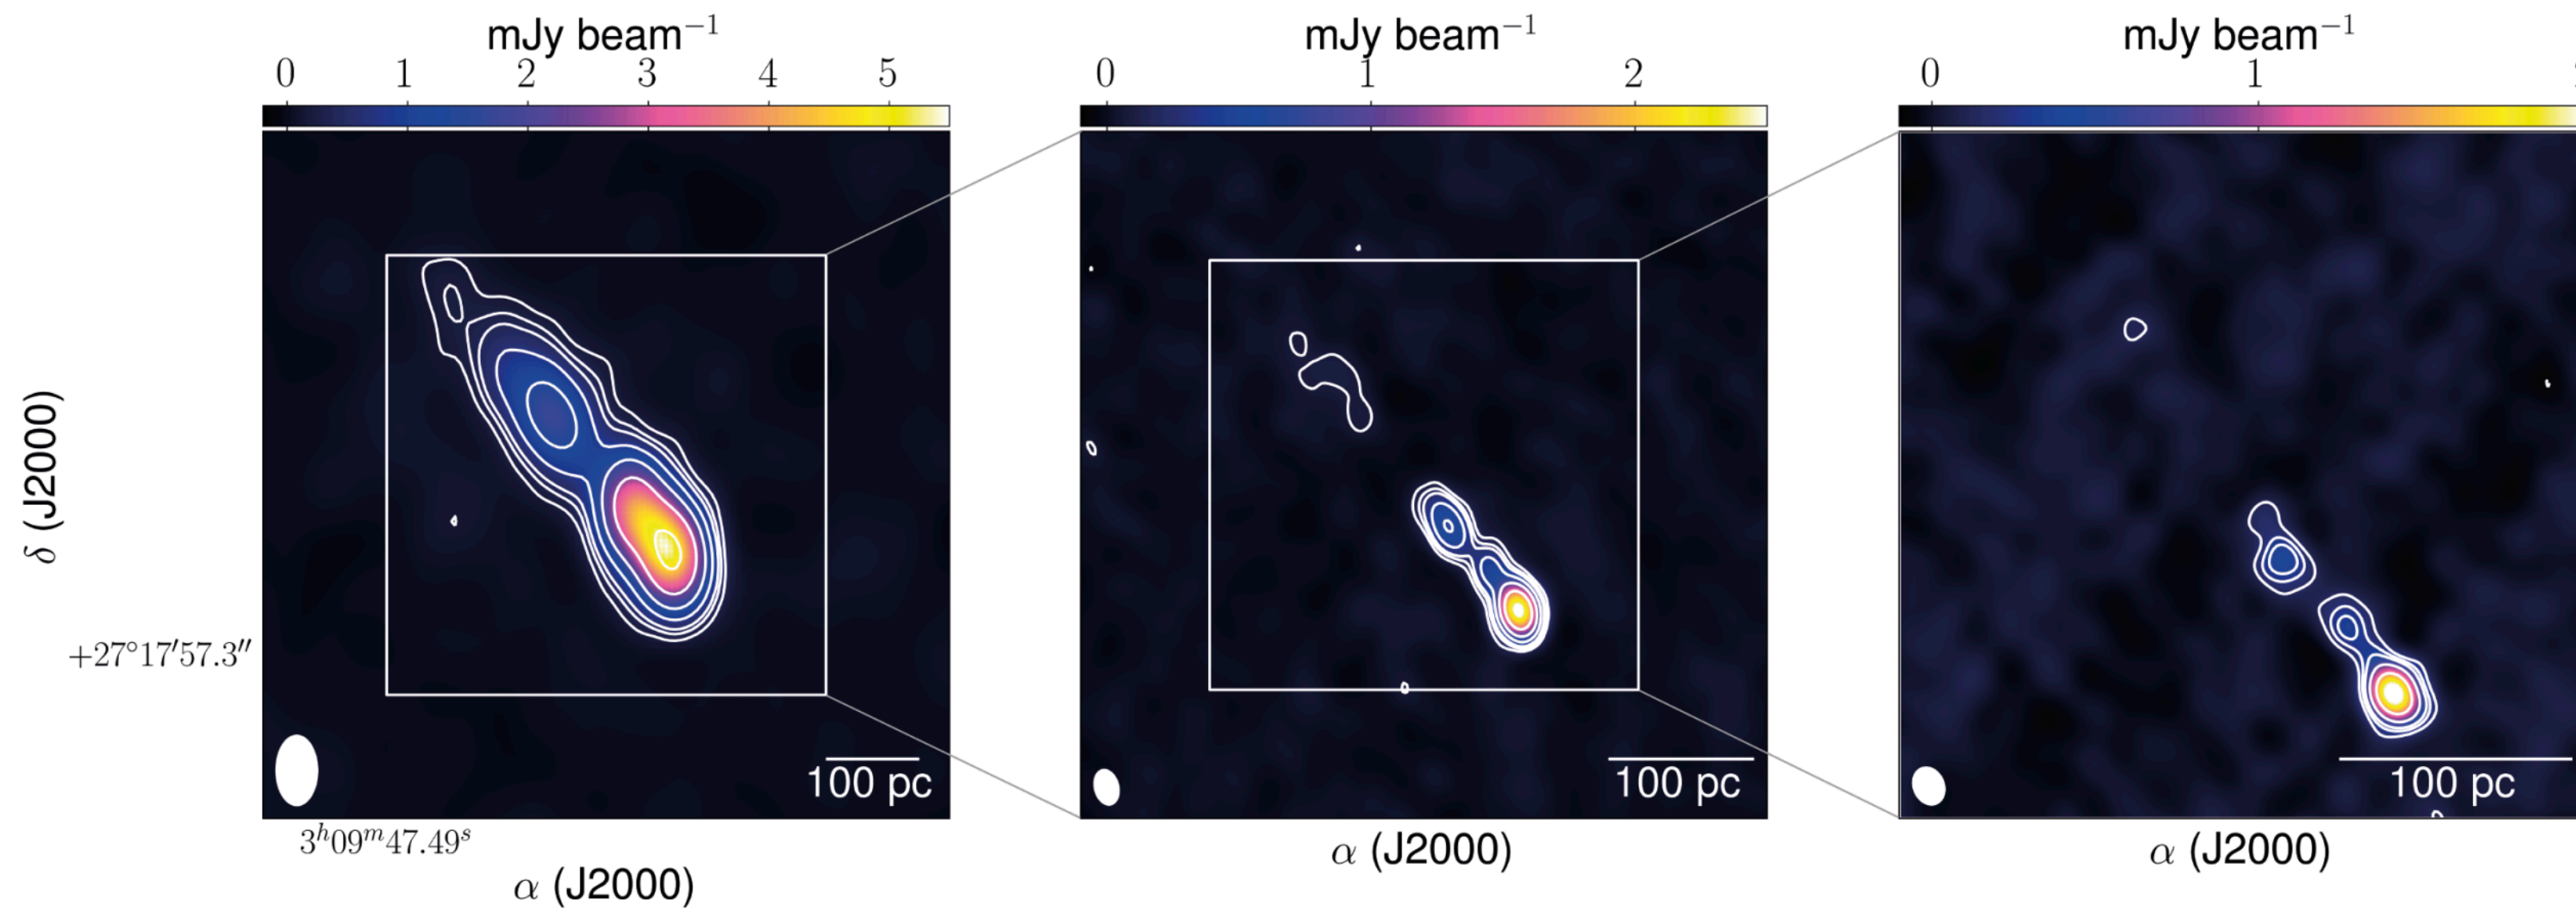 mJy beam⁻¹
0 1 2 3 4 5
mJy beam⁻¹
0 1 2
mJy beam⁻¹
0 1
δ (J2000)
+27°17′57.3″
100 pc
100 pc
100 pc
3ʰ09ᵐ47.49ˢ
α (J2000)
α (J2000)
α (J2000)